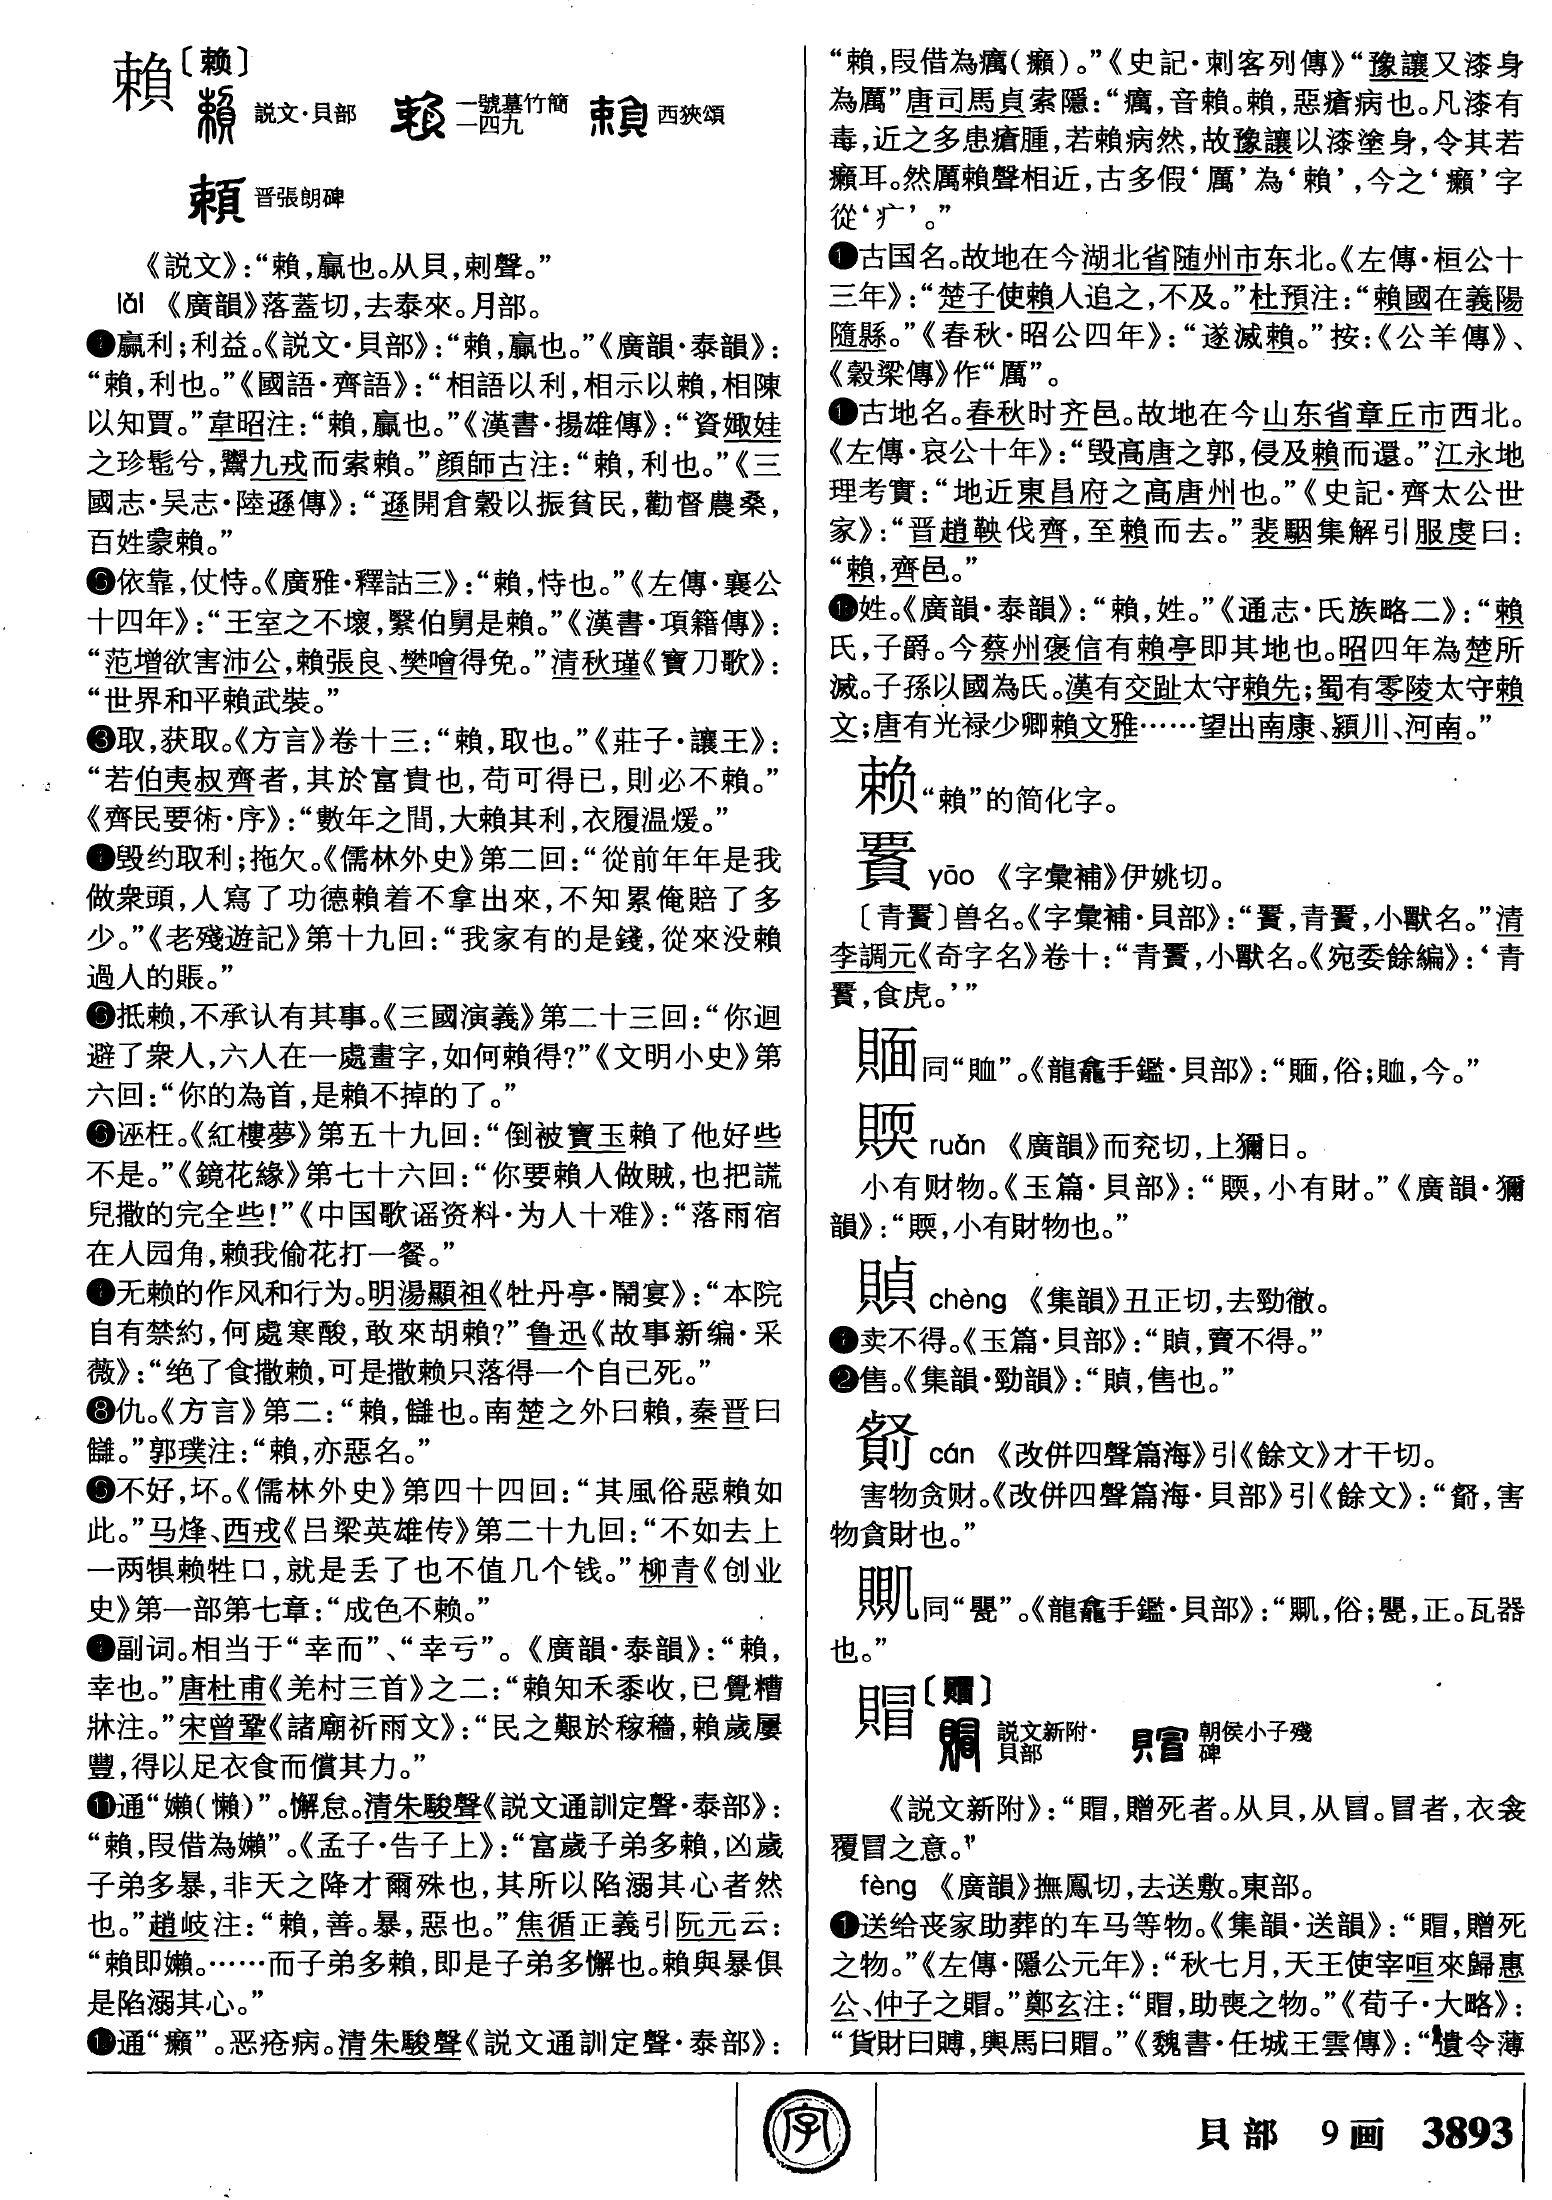 賴〔赖〕
説文·貝部 一號墓竹簡一四九 西狹頌
晋張朗碑
《説文》：“賴，贏也。从貝，剌聲。”
lài 《廣韻》落蓋切，去泰來。月部。
赢利；利益。《説文·貝部》：“賴，贏也。”《廣韻·泰韻》：
“賴，利也。”《國語·齊語》：“相語以利，相示以賴，相陳
以知賈。”韋昭注：“賴，贏也。”《漢書·揚雄傳》：“資娵娃
之珍髢兮，鬻九戎而索賴。”顔師古注：“賴，利也。”《三
國志·吴志·陸遜傳》：“遜開倉穀以振貧民，勸督農桑，
百姓蒙賴。”
依靠，仗恃。《廣雅·釋詁三》：“賴，恃也。”《左傳·襄公
十四年》：“王室之不壞，繄伯舅是賴。”《漢書·項籍傳》：
“范增欲害沛公，賴張良、樊噲得免。”清秋瑾《寶刀歌》：
“世界和平賴武裝。”
❸取，获取。《方言》卷十三：“賴，取也。”《莊子·讓王》：
“若伯夷叔齊者，其於富貴也，苟可得已，則必不賴。”
《齊民要術·序》：“數年之間，大賴其利，衣履温煖。”
毁约取利；拖欠。《儒林外史》第二回：“從前年年是我
做衆頭，人寫了功德賴着不拿出來，不知累俺賠了多
少。”《老殘遊記》第十九回：“我家有的是錢，從來没賴
過人的賬。”
抵赖，不承认有其事。《三國演義》第二十三回：“你迴
避了衆人，六人在一處畫字，如何賴得？”《文明小史》第
六回：“你的為首，是賴不掉的了。”
诬枉。《紅樓夢》第五十九回：“倒被寶玉賴了他好些
不是。”《鏡花緣》第七十六回：“你要賴人做賊，也把謊
兒撒的完全些！”《中国歌谣资料·为人十难》：“落雨宿
在人园角，赖我偷花打一餐。”
无赖的作风和行为。明湯顯祖《牡丹亭·鬧宴》：“本院
自有禁約，何處寒酸，敢來胡賴？”鲁迅《故事新编·采
薇》：“绝了食撒赖，可是撒赖只落得一个自己死。”
❽仇。《方言》第二：“賴，讎也。南楚之外曰賴，秦晋曰
讎。”郭璞注：“賴，亦惡名。”
不好，坏。《儒林外史》第四十四回：“其風俗惡賴如
此。”马烽、西戎《吕梁英雄传》第二十九回：“不如去上
一两犋赖牲口，就是丢了也不值几个钱。”柳青《创业
史》第一部第七章：“成色不赖。”
副词。相当于“幸而”、“幸亏”。《廣韻·泰韻》：“賴，
幸也。”唐杜甫《羌村三首》之二：“賴知禾黍收，已覺糟
牀注。”宋曾鞏《諸廟祈雨文》：“民之艱於稼穡，賴歲屢
豐，得以足衣食而償其力。”
⓫通“嬾（懶）”。懈怠。清朱駿聲《説文通訓定聲·泰部》：
“賴，叚借為嬾”。《孟子·告子上》：“富歲子弟多賴，凶歲
子弟多暴，非天之降才爾殊也，其所以陷溺其心者然
也。”趙岐注：“賴，善。暴，惡也。”焦循正義引阮元云：
“賴即嬾。……而子弟多賴，即是子弟多懈也。賴與暴俱
是陷溺其心。”
通“癩”。恶疮病。清朱駿聲《説文通訓定聲·泰部》：
“賴，叚借為癘（癩）。”《史記·刺客列傳》“豫讓又漆身
為厲”唐司馬貞索隱：“癘，音賴。賴，惡瘡病也。凡漆有
毒，近之多患瘡腫，若賴病然，故豫讓以漆塗身，令其若
癩耳。然厲賴聲相近，古多假‘厲’為‘賴’，今之‘癩’字
從‘疒’。”
古国名。故地在今湖北省随州市东北。《左傳·桓公十
三年》：“楚子使賴人追之，不及。”杜預注：“賴國在義陽
隨縣。”《春秋·昭公四年》：“遂滅賴。”按：《公羊傳》、
《穀梁傳》作“厲”。
古地名。春秋时齐邑。故地在今山东省章丘市西北。
《左傳·哀公十年》：“毁高唐之郭，侵及賴而還。”江永地
理考實：“地近東昌府之高唐州也。”《史記·齊太公世
家》：“晋趙鞅伐齊，至賴而去。”裴駰集解引服虔曰：
“賴，齊邑。”
姓。《廣韻·泰韻》：“賴，姓。”《通志·氏族略二》：“賴
氏，子爵。今蔡州褒信有賴亭即其地也。昭四年為楚所
滅。子孫以國為氏。漢有交趾太守賴先；蜀有零陵太守賴
文；唐有光禄少卿賴文雅……望出南康、潁川、河南。”
赖“賴”的简化字。
yāo 《字彙補》伊姚切。
〔青〕兽名。《字彙補·貝部》：“，青，小獸名。”清
李調元《奇字名》卷十：“青，小獸名。《宛委餘編》：‘青
，食虎。’”
同“賉”。《龍龕手鑑·貝部》：“，俗；賉，今。”
ruǎn 《廣韻》而兖切，上獮日。
小有财物。《玉篇·貝部》：“，小有財。”《廣韻·獮
韻》：“，小有財物也。”
chèng 《集韻》丑正切，去勁徹。
卖不得。《玉篇·貝部》：“，賣不得。”
❷售。《集韻·勁韻》：“，售也。”
cán 《改併四聲篇海》引《餘文》才干切。
害物贪财。《改併四聲篇海·貝部》引《餘文》：“，害
物貪財也。”
同“甖”。《龍龕手鑑·貝部》：“，俗；甖，正。瓦器
也。”
賵〔赗〕
説文新附·貝部 朝侯小子殘碑
《説文新附》：“賵，贈死者。从貝，从冒。冒者，衣衾
覆冒之意。”
fèng 《廣韻》撫鳳切，去送敷。東部。
❶送给丧家助葬的车马等物。《集韻·送韻》：“賵，贈死
之物。”《左傳·隱公元年》：“秋七月，天王使宰咺來歸惠
公、仲子之賵。”鄭玄注：“賵，助喪之物。”《荀子·大略》：
“貨財曰賻，輿馬曰賵。”《魏書·任城王雲傳》：“遺令薄
字
貝部 9画 3893